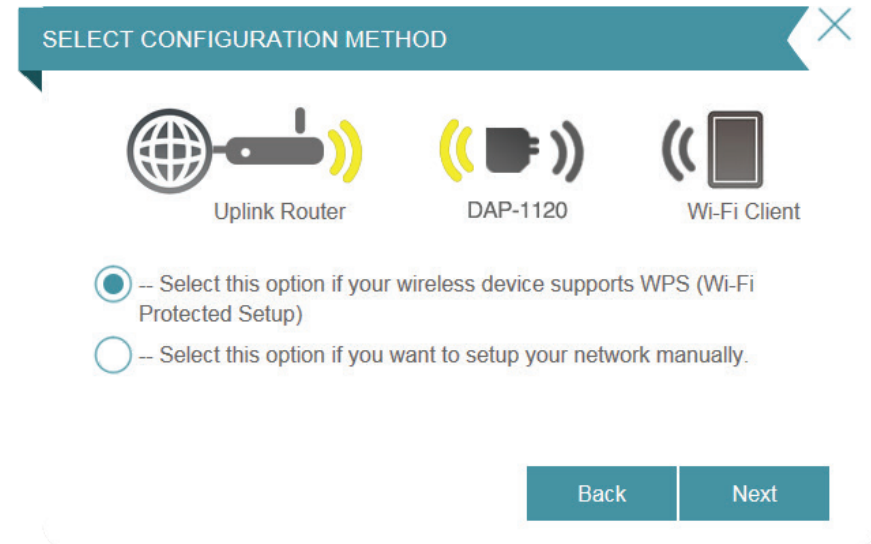 SELECT CONFIGURATION METHOD
Uplink Router
DAP-1120
Wi-Fi Client
-- Select this option if your wireless device supports WPS (Wi-Fi
Protected Setup)
-- Select this option if you want to setup your network manually.
Back
Next